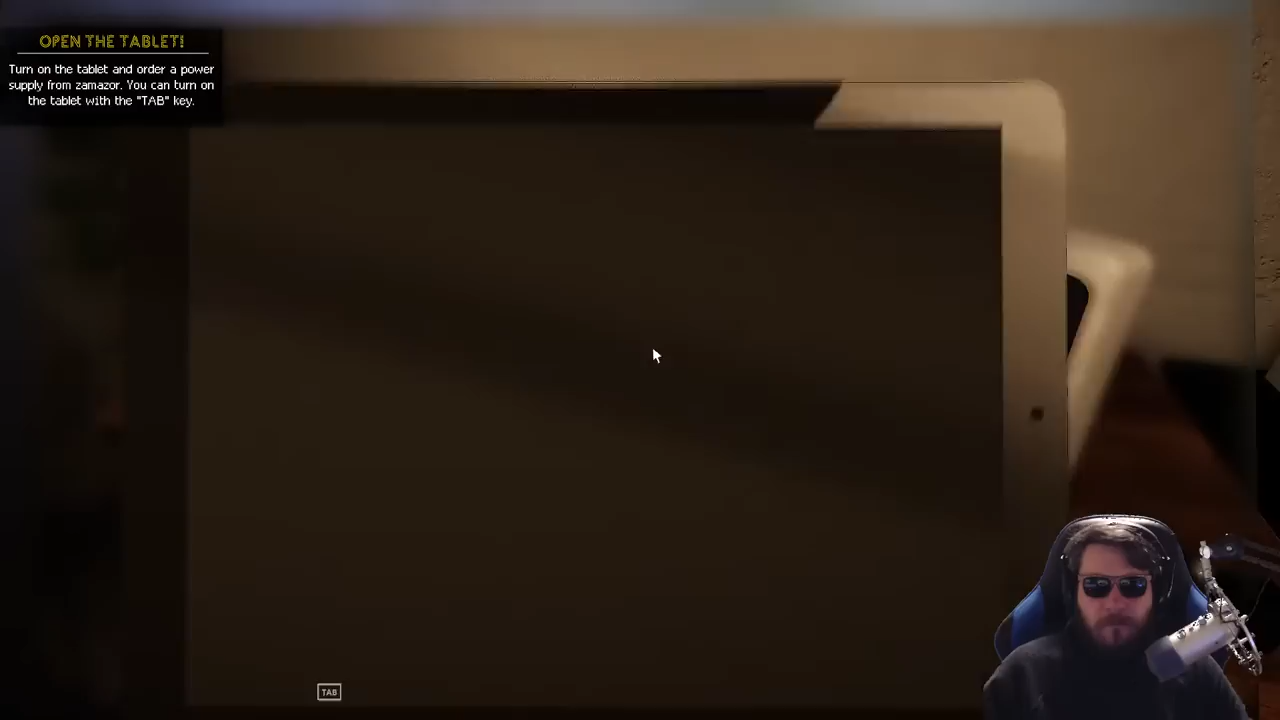 OPEN THE TABLET!
Turn on the tablet and order a power
supply from zamazor. You can turn on
the tablet with the "TAB" key.
TAB